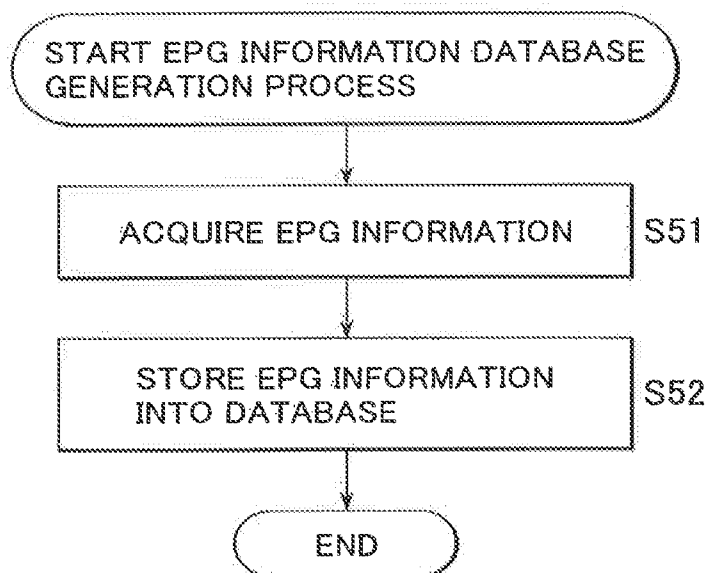 START EPG INFORMATION DATABASE
GENERATION PROCESS
ACQUIRE EPG INFORMATION
S51
STORE EPG INFORMATION
INTO DATABASE
S52
END